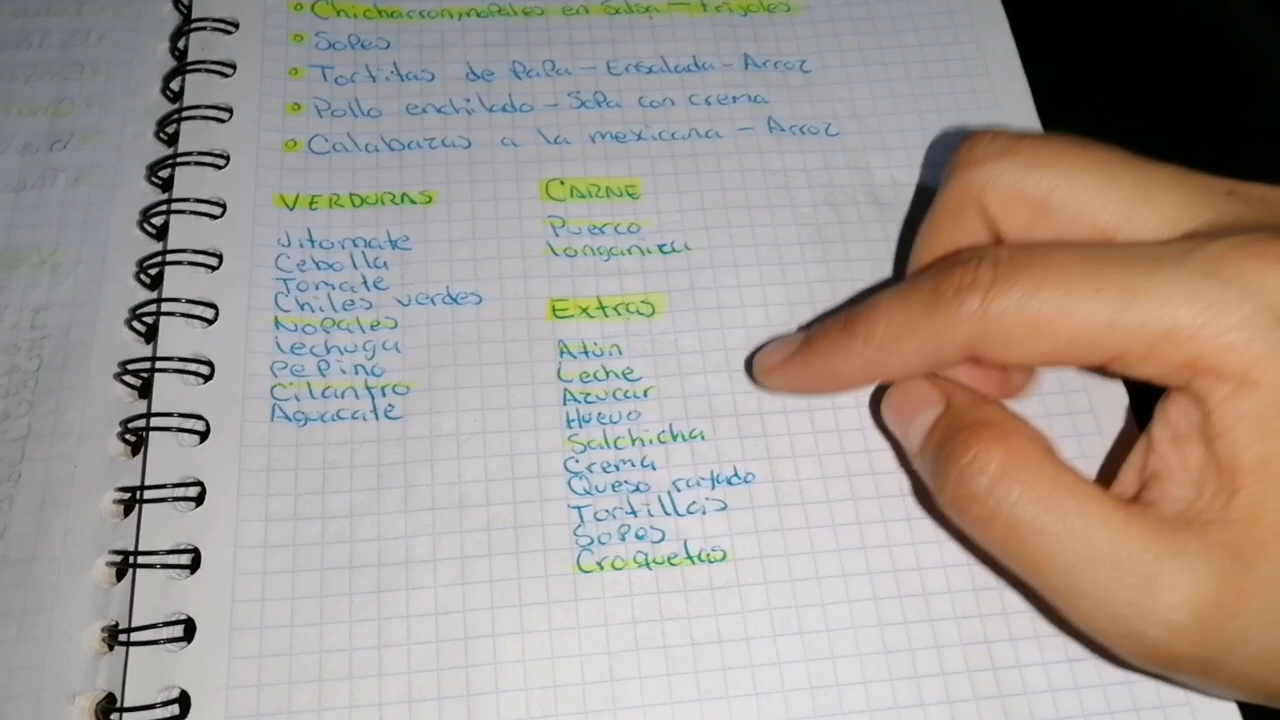 Chicharron, nopales en salsa - frijoles
Sopes
Tortitas de papa - Ensalada - Arroz
Pollo enchilado - Sopa con crema
Calabazas a la mexicana - Arroz
VERDURAS
Jitomate
Cebolla
Tomate
Chiles verdes
Nopales
lechuga
Pepino
Cilantro
Aguacate
CARNE
Puerco
longaniza
Extras
Atún
Leche
Azucar
Huevo
Salchicha
Crema
Queso rayado
Tortillas
Sopes
Croquetas